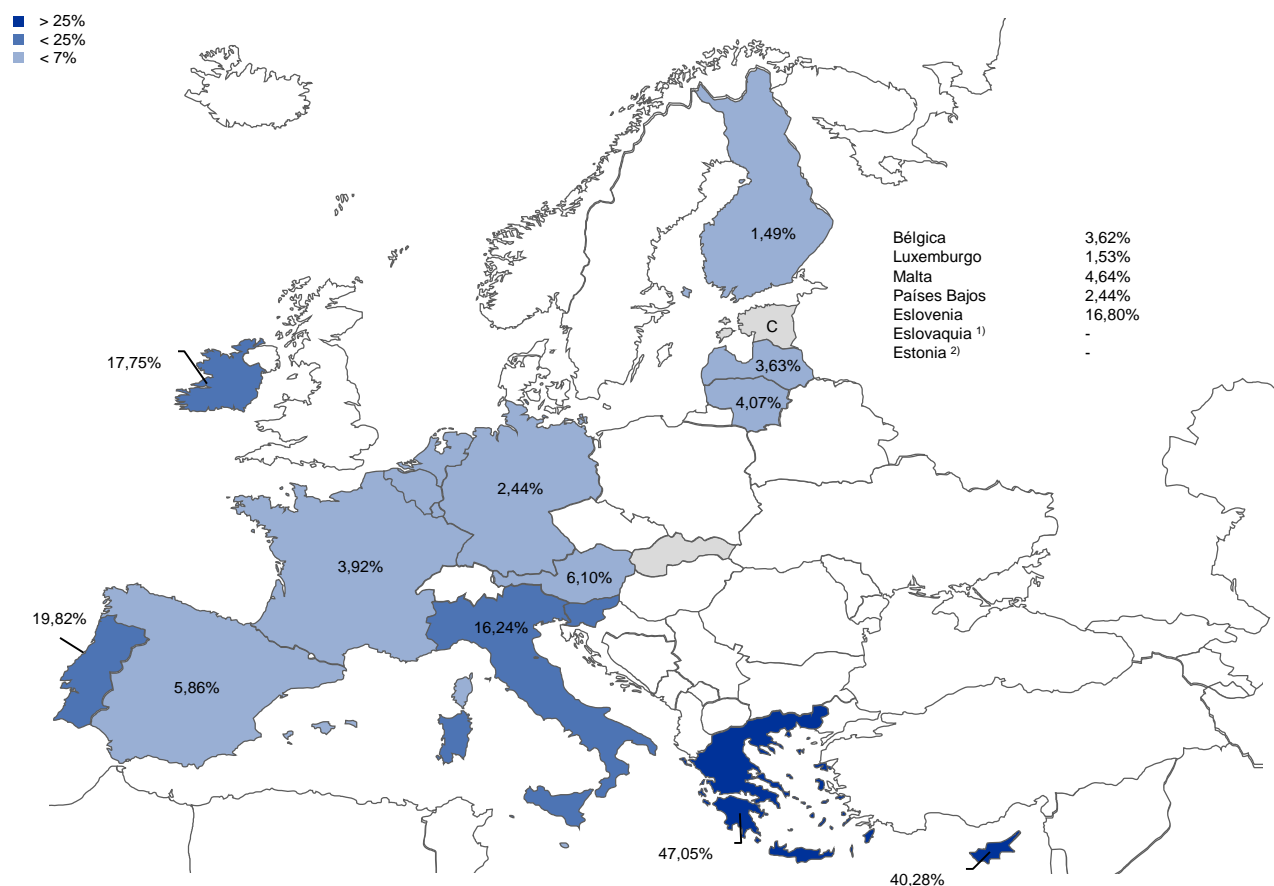 > 25%
< 25%
< 7%
1,49%
Bélgica 3,62%
Luxemburgo 1,53%
Malta 4,64%
Países Bajos 2,44%
Eslovenia 16,80%
Eslovaquia 1) -
Estonia 2) -
C
17,75%
3,63%
4,07%
2,44%
3,92%
6,10%
19,82%
16,24%
5,86%
47,05%
40,28%